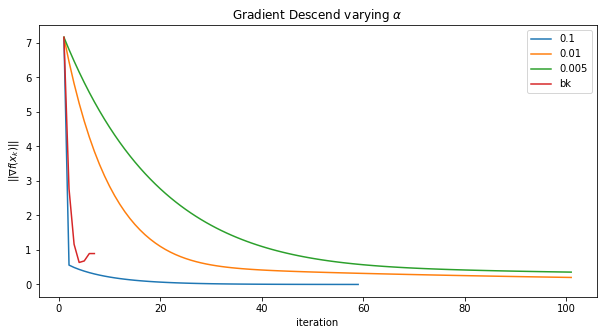 Gradient Descend varying α
||∇f(x_k)||
7
6
5
4
3
2
1
0
0.1
0.01
0.005
bk
0 20 40 60 80 100
iteration